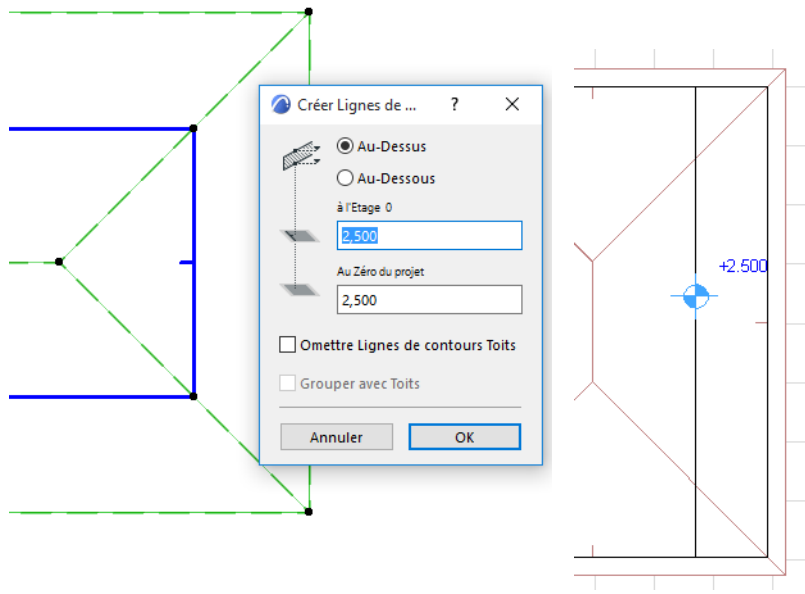 Créer Lignes de ... ? 
Au-Dessus
Au-Dessous
à l'Etage 0
2,500
Au Zéro du projet
2,500
Omettre Lignes de contours Toits
Grouper avec Toits
Annuler OK
+2.500